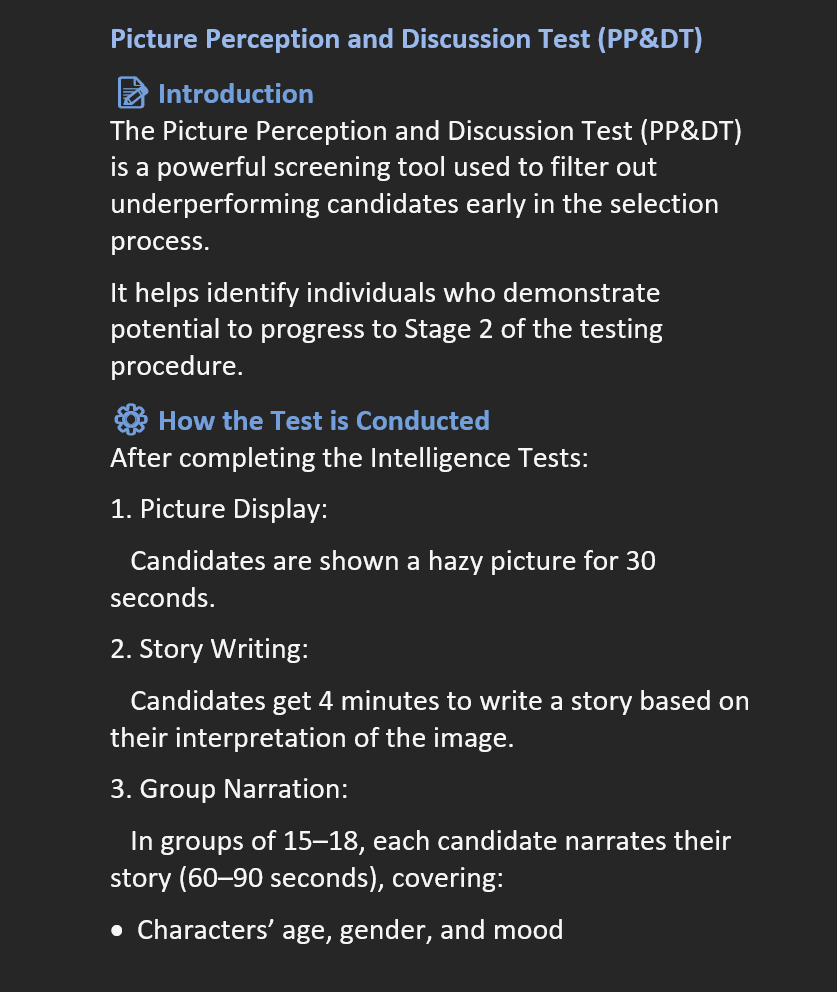 Picture Perception and Discussion Test (PP&DT)
Introduction
The Picture Perception and Discussion Test (PP&DT)
is a powerful screening tool used to filter out
underperforming candidates early in the selection
process.
It helps identify individuals who demonstrate
potential to progress to Stage 2 of the testing
procedure.
How the Test is Conducted
After completing the Intelligence Tests:
1. Picture Display:
Candidates are shown a hazy picture for 30
seconds.
2. Story Writing:
Candidates get 4 minutes to write a story based on
their interpretation of the image.
3. Group Narration:
In groups of 15–18, each candidate narrates their
story (60–90 seconds), covering:
• Characters’ age, gender, and mood